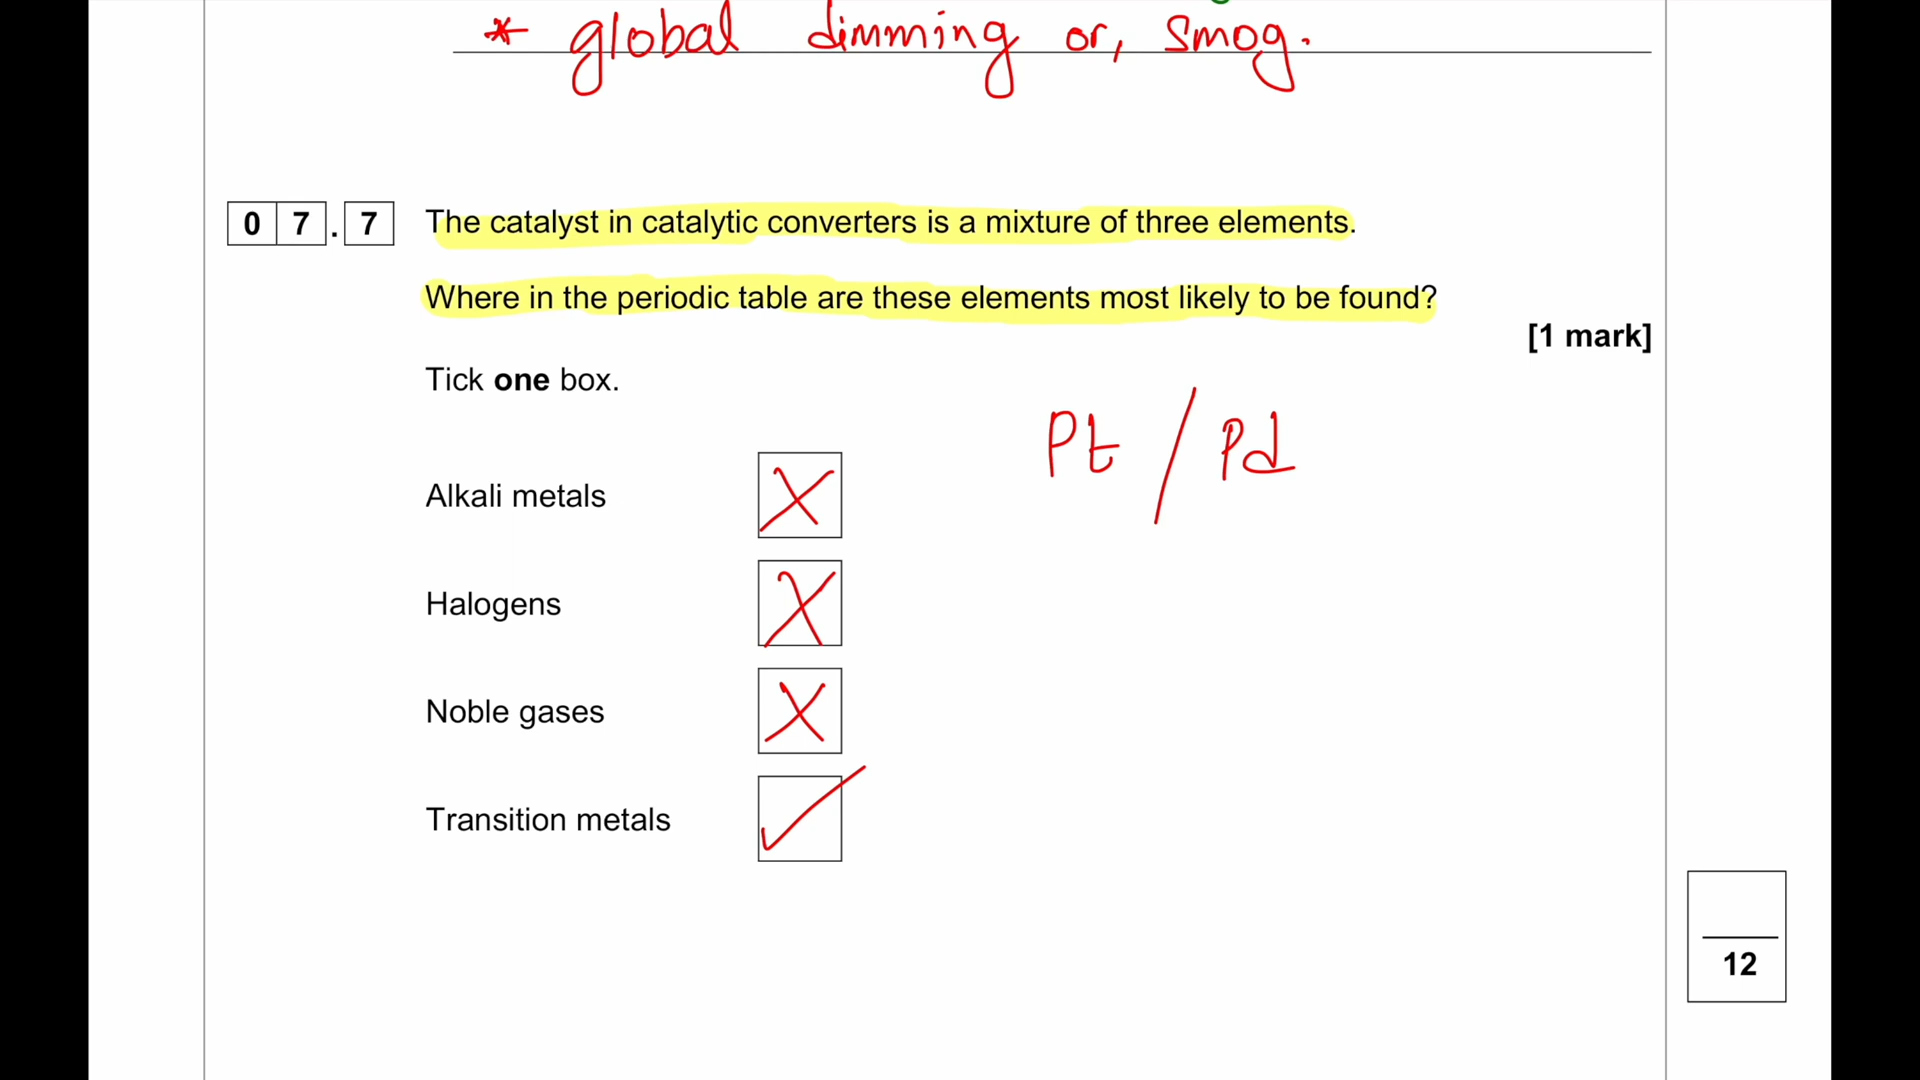 * global dimming or, smog.
07.7 The catalyst in catalytic converters is a mixture of three elements.
Where in the periodic table are these elements most likely to be found?
[1 mark]
Tick one box.
Pt / Pd
Alkali metals X
Halogens X
Noble gases X
Transition metals ✓
12